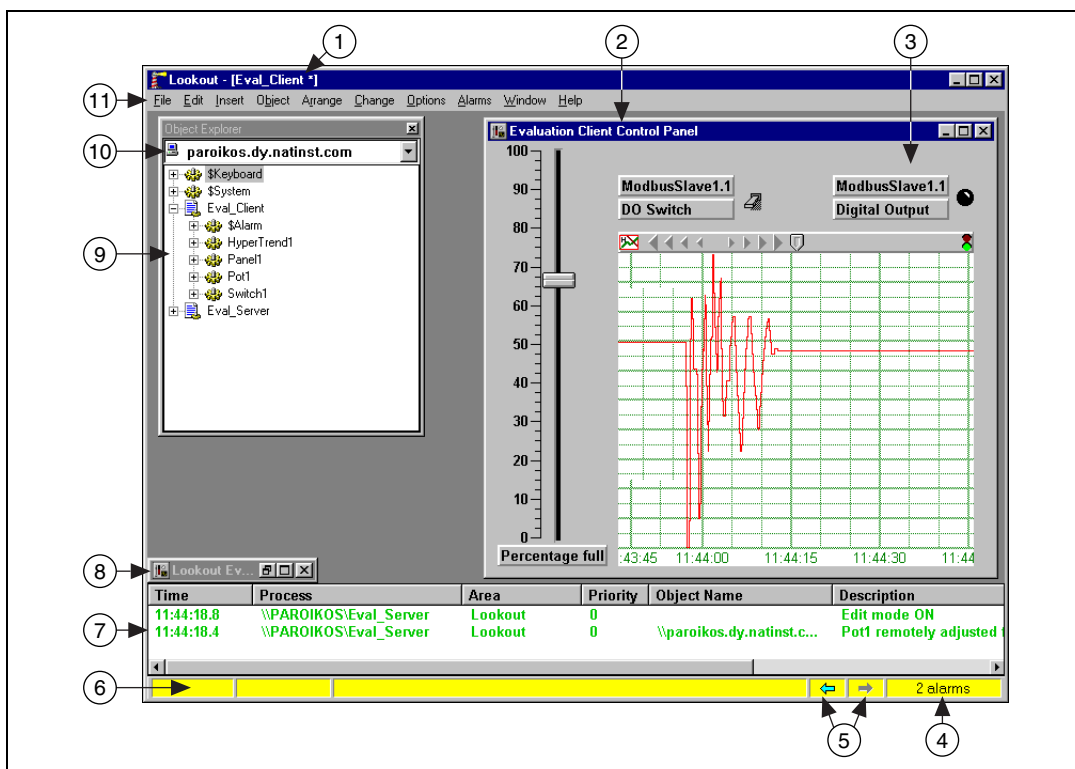 1
2
3
Lookout - [Eval_Client *]
11
File Edit Insert Object Arrange Change Options Alarms Window Help
Object Explorer
10
paroikos.dy.natinst.com
$Keyboard
$System
Eval_Client
$Alarm
9
HyperTrend1
Panel1
Pot1
Switch1
Eval_Server
Evaluation Client Control Panel
100
90
80
70
60
50
40
30
20
10
0
Percentage full
ModbusSlave1.1
DO Switch
ModbusSlave1.1
Digital Output
:43:45 11:44:00 11:44:15 11:44:30 11:44
8
Lookout Ev...
Time Process Area Priority Object Name Description
11:44:18.8 \\PAROIKOS\Eval_Server Lookout 0 Edit mode ON
7
11:44:18.4 \\PAROIKOS\Eval_Server Lookout 0 \\paroikos.dy.natinst.c... Pot1 remotely adjusted
6
2 alarms
5
4